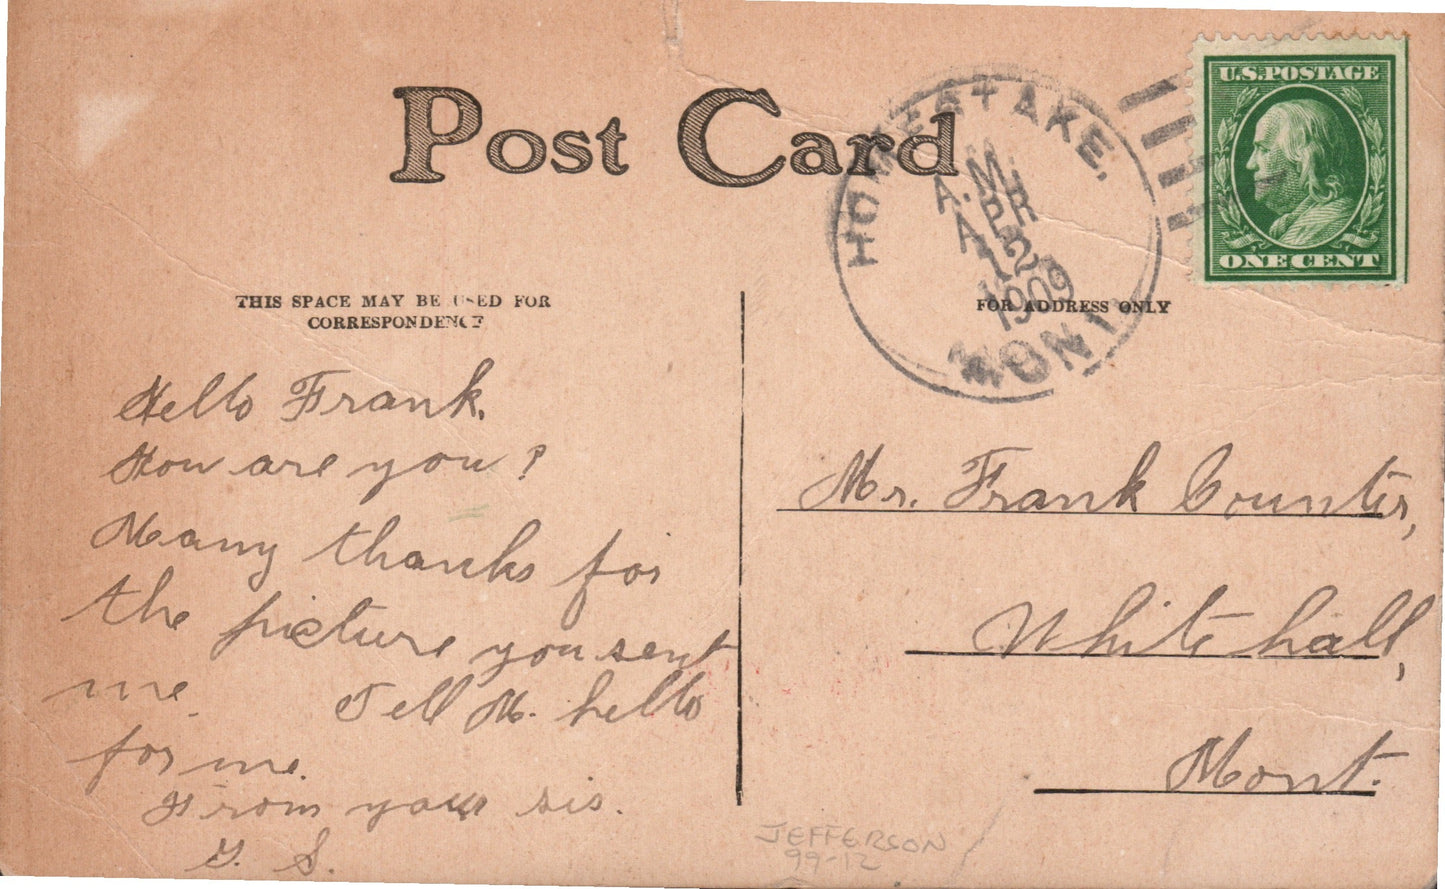 Post Card
HOMESTAKE,
A.M.
APR
12
1909
MONT.
U.S. POSTAGE
ONE CENT
THIS SPACE MAY BE USED FOR
CORRESPONDENCE
FOR ADDRESS ONLY
Hello Frank.
How are you?
Many thanks for
the picture you sent
me. Tell M. hello
for me.
From your sis.
G. S.
Mr. Frank Counter,
Whitehall,
Mont.
JEFFERSON
99-12